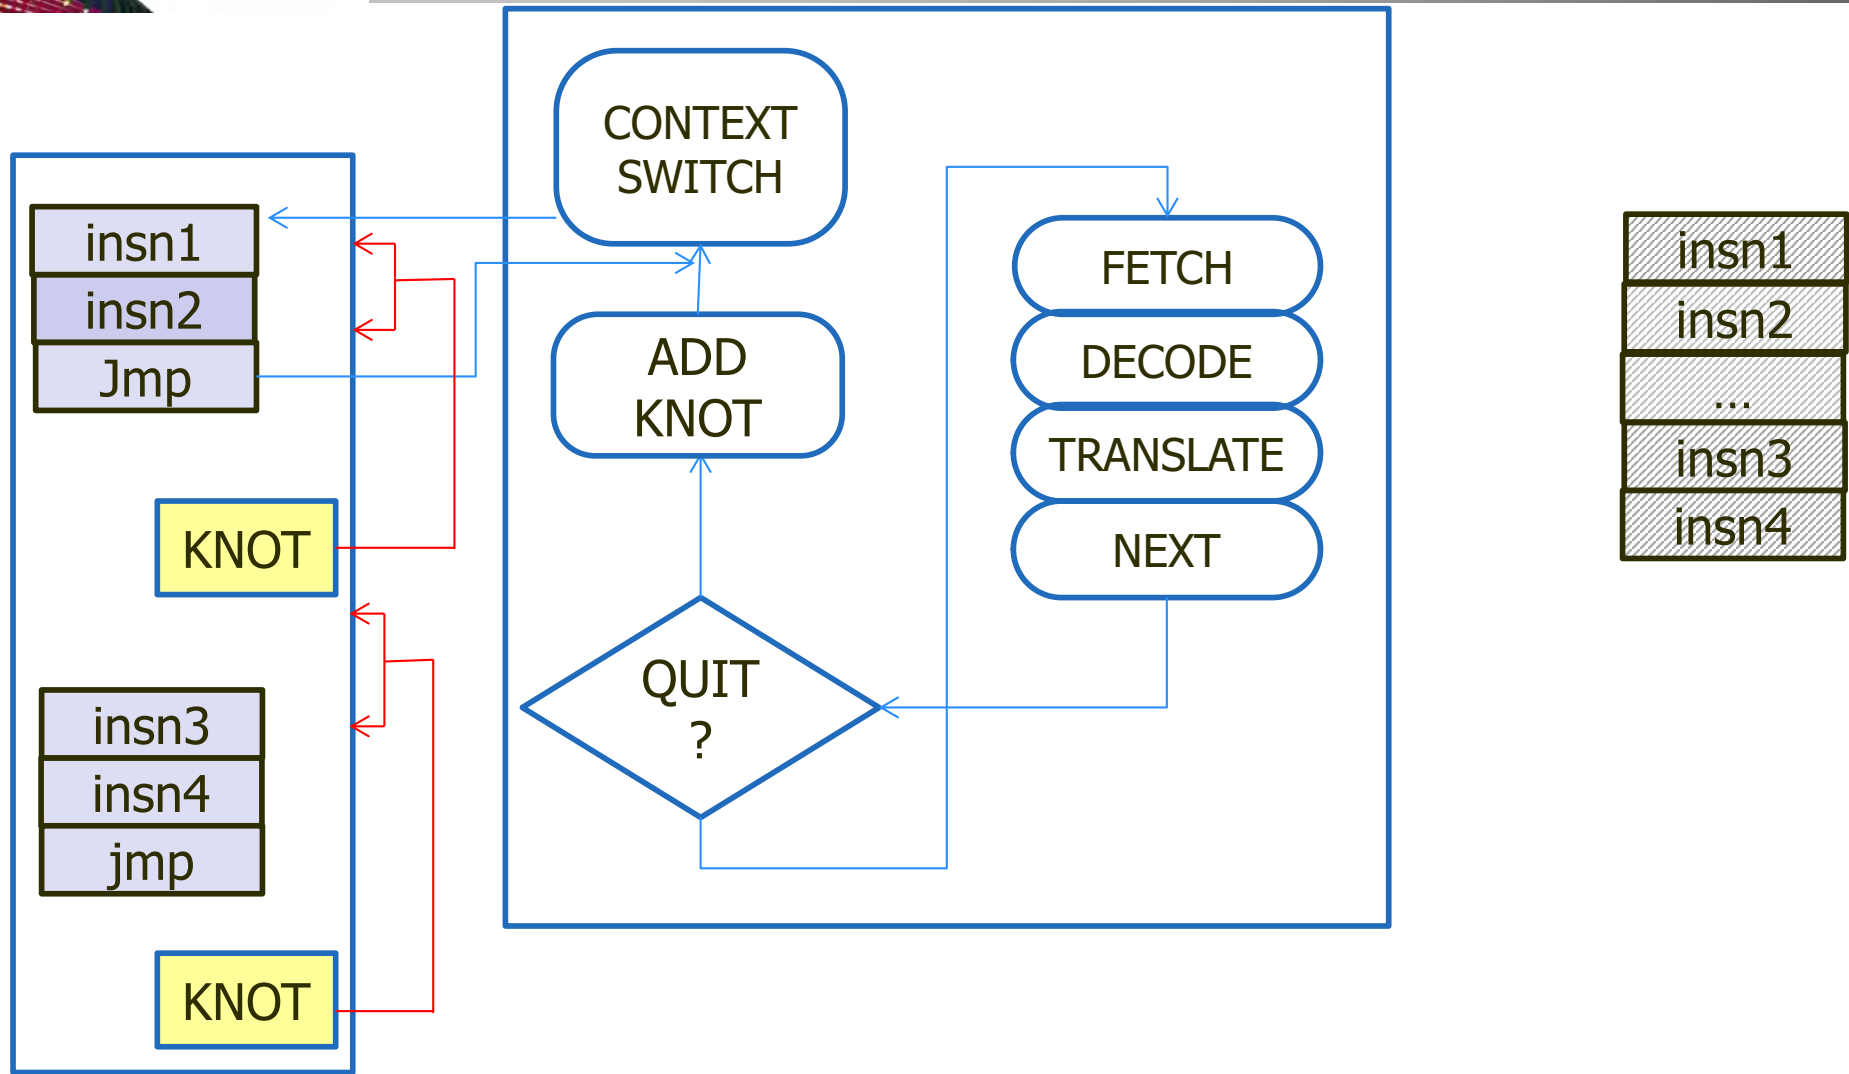 insn1
insn2
Jmp
KNOT
insn3
insn4
jmp
KNOT
CONTEXT
SWITCH
ADD
KNOT
QUIT
?
FETCH
DECODE
TRANSLATE
NEXT
insn1
insn2
...
insn3
insn4